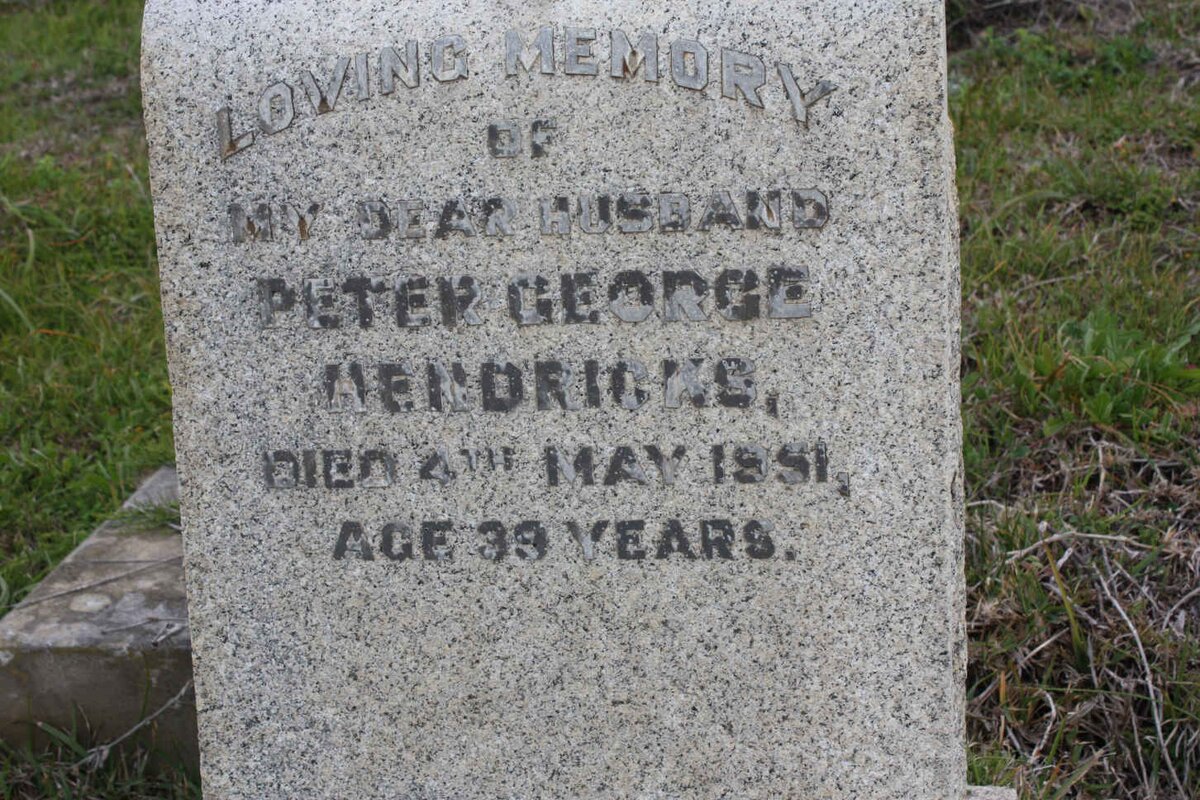 LOVING MEMORY
OF
MY DEAR HUSBAND
PETER GEORGE
HENDRICKS,
DIED 4TH MAY 1951,
AGE 39 YEARS.